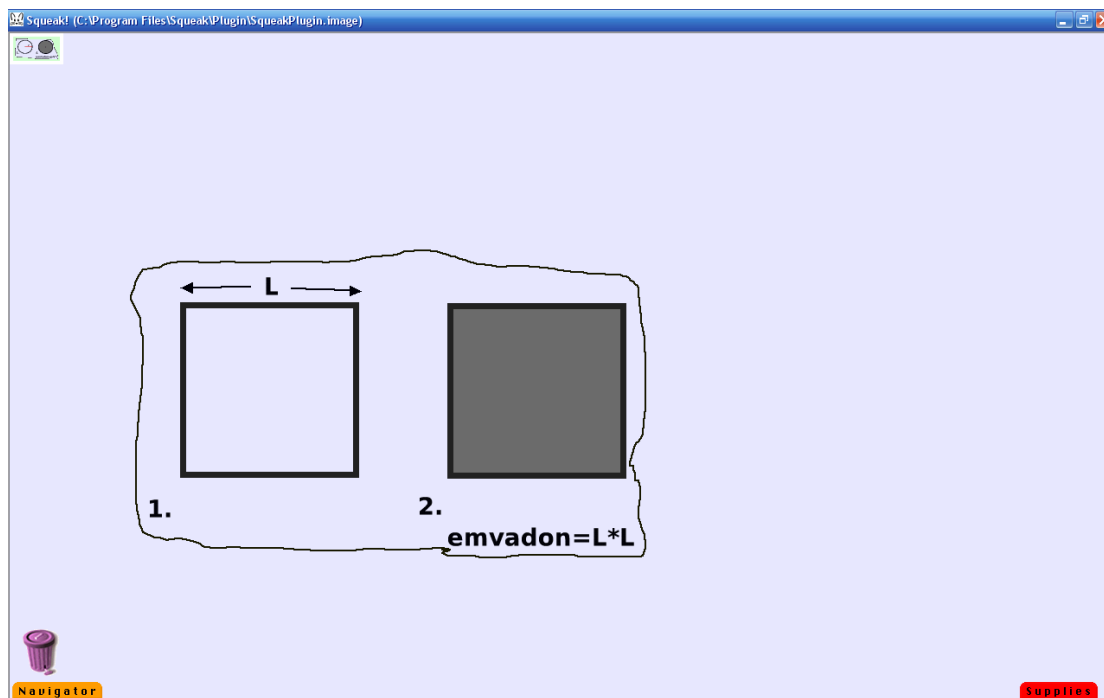 Squeak! (C:\Program Files\Squeak\Plugin\SqueakPlugin.image)
L
1.
2.
emvadon=L*L
Navigator
Supplies